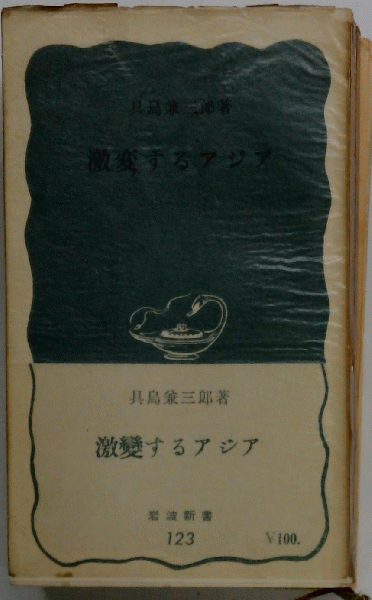 具島兼三郎著
激変するアジア
具島兼三郎著
激變するアジア
岩波新書
123
¥100.